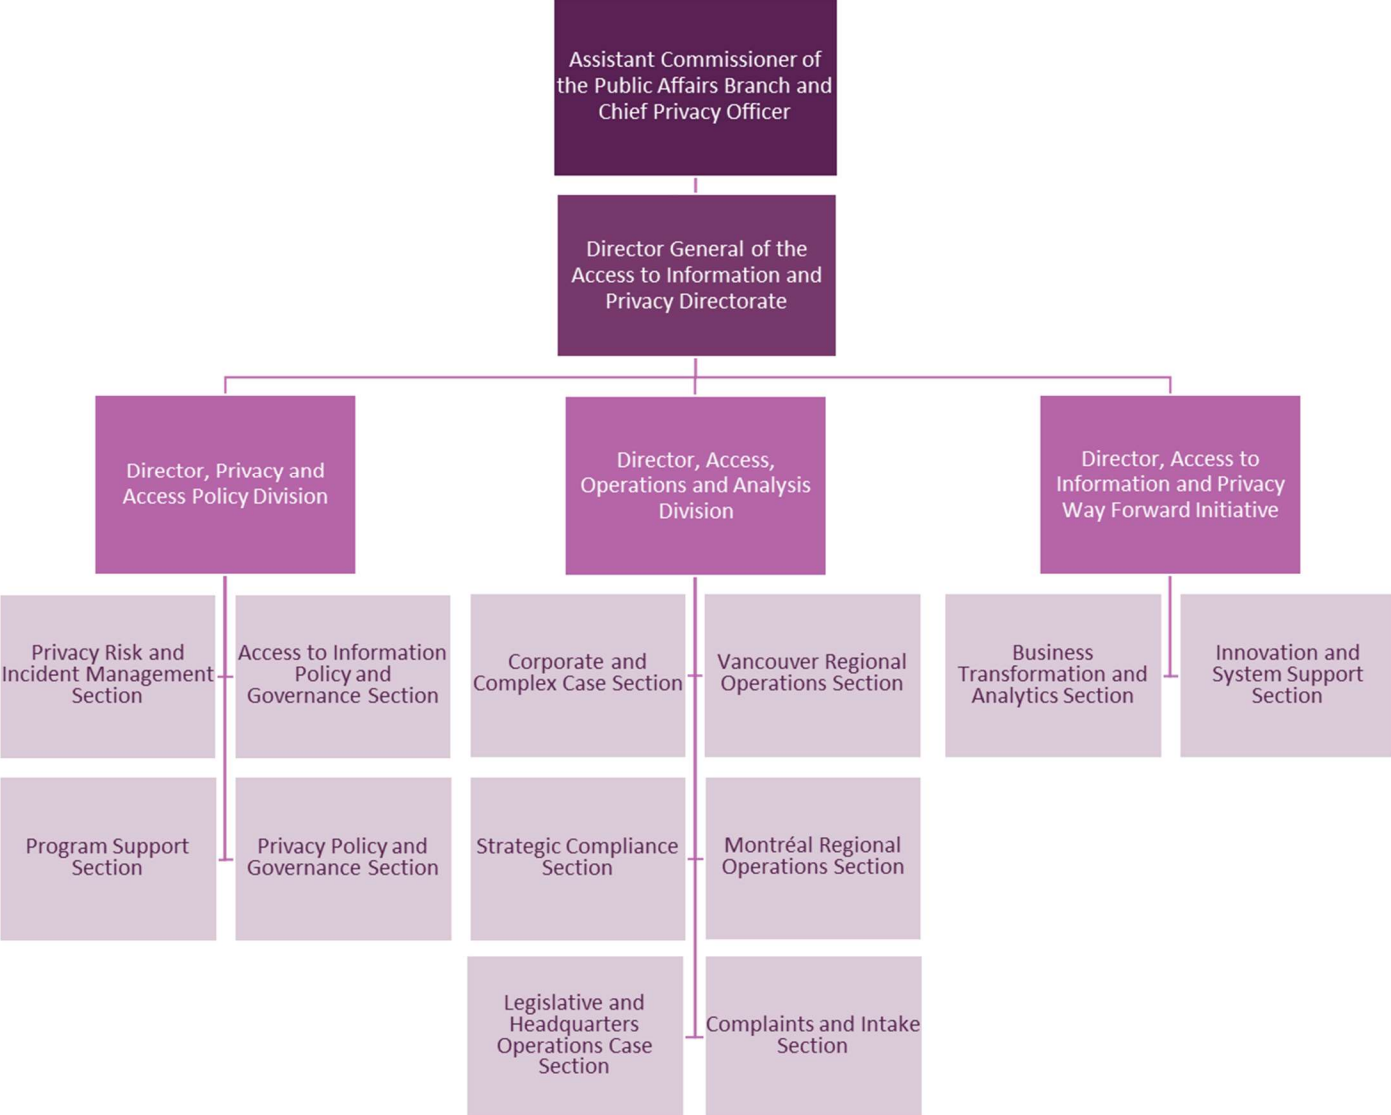 Assistant Commissioner of
the Public Affairs Branch and
Chief Privacy Officer
Director General of the
Access to Information and
Privacy Directorate
Director, Privacy and
Access Policy Division
Director, Access,
Operations and Analysis
Division
Director, Access to
Information and Privacy
Way Forward Initiative
Privacy Risk and
Incident Management
Section
Access to Information
Policy and
Governance Section
Program Support
Section
Privacy Policy and
Governance Section
Corporate and
Complex Case Section
Vancouver Regional
Operations Section
Strategic Compliance
Section
Montréal Regional
Operations Section
Legislative and
Headquarters
Operations Case
Section
Complaints and Intake
Section
Business
Transformation and
Analytics Section
Innovation and
System Support
Section